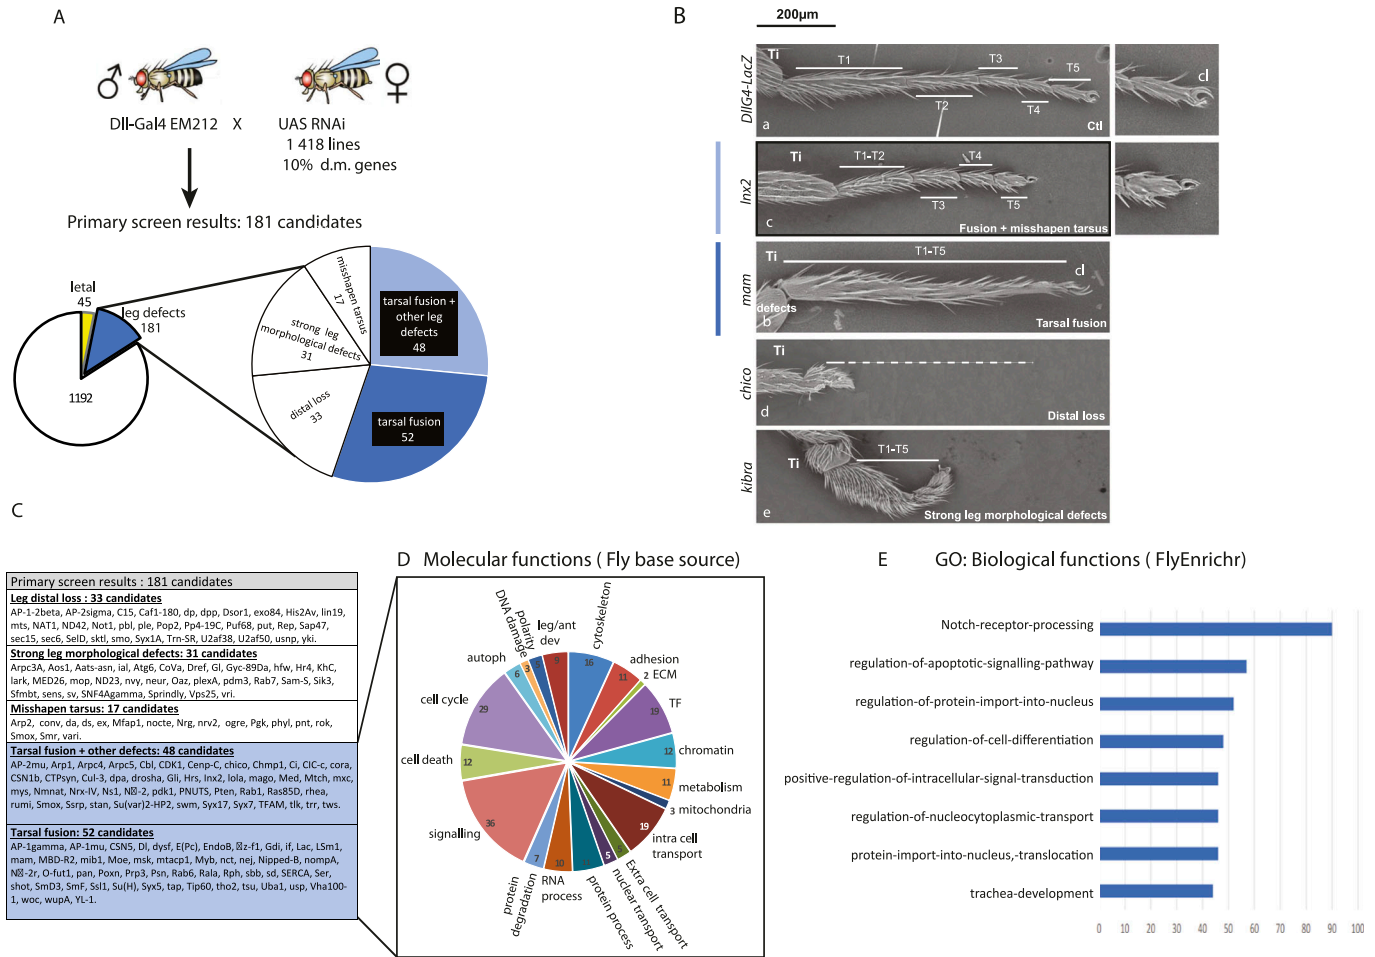 A
♂
♀
Dll-Gal4 EM212 X UAS RNAi
1 418 lines
10% d.m. genes
Primary screen results: 181 candidates
letal
45
leg defects
181
1192
misshapen tarsus
17
strong leg
morphological defects
31
distal loss
33
tarsal fusion +
other leg
defects
48
tarsal fusion
52
B
200µm
DllG4-LacZ
Ti
T1
T2
T3
T4
T5
a
Ctl
cl
Inx2
Ti
T1-T2
T3
T4
T5
c
Fusion + misshapen tarsus
mam
Ti
T1-T5
cl
defects
b
Tarsal fusion
chico
Ti
d
Distal loss
kibra
Ti
T1-T5
e
Strong leg morphological defects
C
Primary screen results : 181 candidates
Leg distal loss : 33 candidates
AP-1-2beta, AP-2sigma, C15, Caf1-180, dp, dpp, Dsor1, exo84, His2Av, lin19,
mts, NAT1, ND42, Not1, pbl, ple, Pop2, Pp4-19C, Puf68, put, Rep, Sap47,
sec15, sec6, SelD, sktl, smo, Syx1A, Trn-SR, U2af38, U2af50, usnp, yki.
Strong leg morphological defects: 31 candidates
Arpc3A, Aos1, Aats-asn, ial, Atg6, CoVa, Dref, Gl, Gyc-89Da, hfw, Hr4, KhC,
lark, MED26, mop, ND23, nvy, neur, Oaz, plexA, pdm3, Rab7, Sam-S, Sik3,
Sfmbt, sens, sv, SNF4Agamma, Sprindly, Vps25, vri.
Misshapen tarsus: 17 candidates
Arp2, conv, da, ds, ex, Mfap1, nocte, Nrg, nrv2, ogre, Pgk, phyl, pnt, rok,
Smox, Smr, vari.
Tarsal fusion + other defects: 48 candidates
AP-2mu, Arp1, Arpc4, Arpc5, Cbl, CDK1, Cenp-C, chico, Chmp1, Ci, CIC-c, cora,
CSN1b, CTPsyn, Cul-3, dpa, drosha, Gli, Hrs, Inx2, lola, mago, Med, Mtch, mxc,
mys, Nmnat, Nrx-IV, Ns1, N☒-2, pdk1, PNUTS, Pten, Rab1, Ras85D, rhea,
rumi, Smox, Ssrp, stan, Su(var)2-HP2, swm, Syx17, Syx7, TFAM, tlk, trr, tws.
Tarsal fusion: 52 candidates
AP-1gamma, AP-1mu, CSN5, Dl, dysf, E(Pc), EndoB, ☒z-f1, Gdi, if, Lac, LSm1,
mam, MBD-R2, mib1, Moe, msk, mtacp1, Myb, nct, nej, Nipped-B, nompA,
N☒-2r, O-fut1, pan, Poxn, Prp3, Psn, Rab6, Rala, Rph, sbb, sd, SERCA, Ser,
shot, SmD3, SmF, Ssl1, Su(H), Syx5, tap, Tip60, tho2, tsu, Uba1, usp, Vha100-
1, woc, wupA, YL-1.
D Molecular functions ( Fly base source)
cytoskeleton
16
adhesion
11
2 ECM
TF
19
chromatin
12
metabolism
11
3 mitochondria
intra cell
transport
19
Extra cell transport
5
nuclear transport
5
protein process
11
RNA
process
10
protein
degradation
7
signalling
36
cell death
12
cell cycle
29
autoph
6
DNA damage
3
polarity
5
leg/ant
dev
9
E GO: Biological functions ( FlyEnrichr)
Notch-receptor-processing
regulation-of-apoptotic-signalling-pathway
regulation-of-protein-import-into-nucleus
regulation-of-cell-differentiation
positive-regulation-of-intracellular-signal-transduction
regulation-of-nucleocytoplasmic-transport
protein-import-into-nucleus,-translocation
trachea-development
0 10 20 30 40 50 60 70 80 90 100